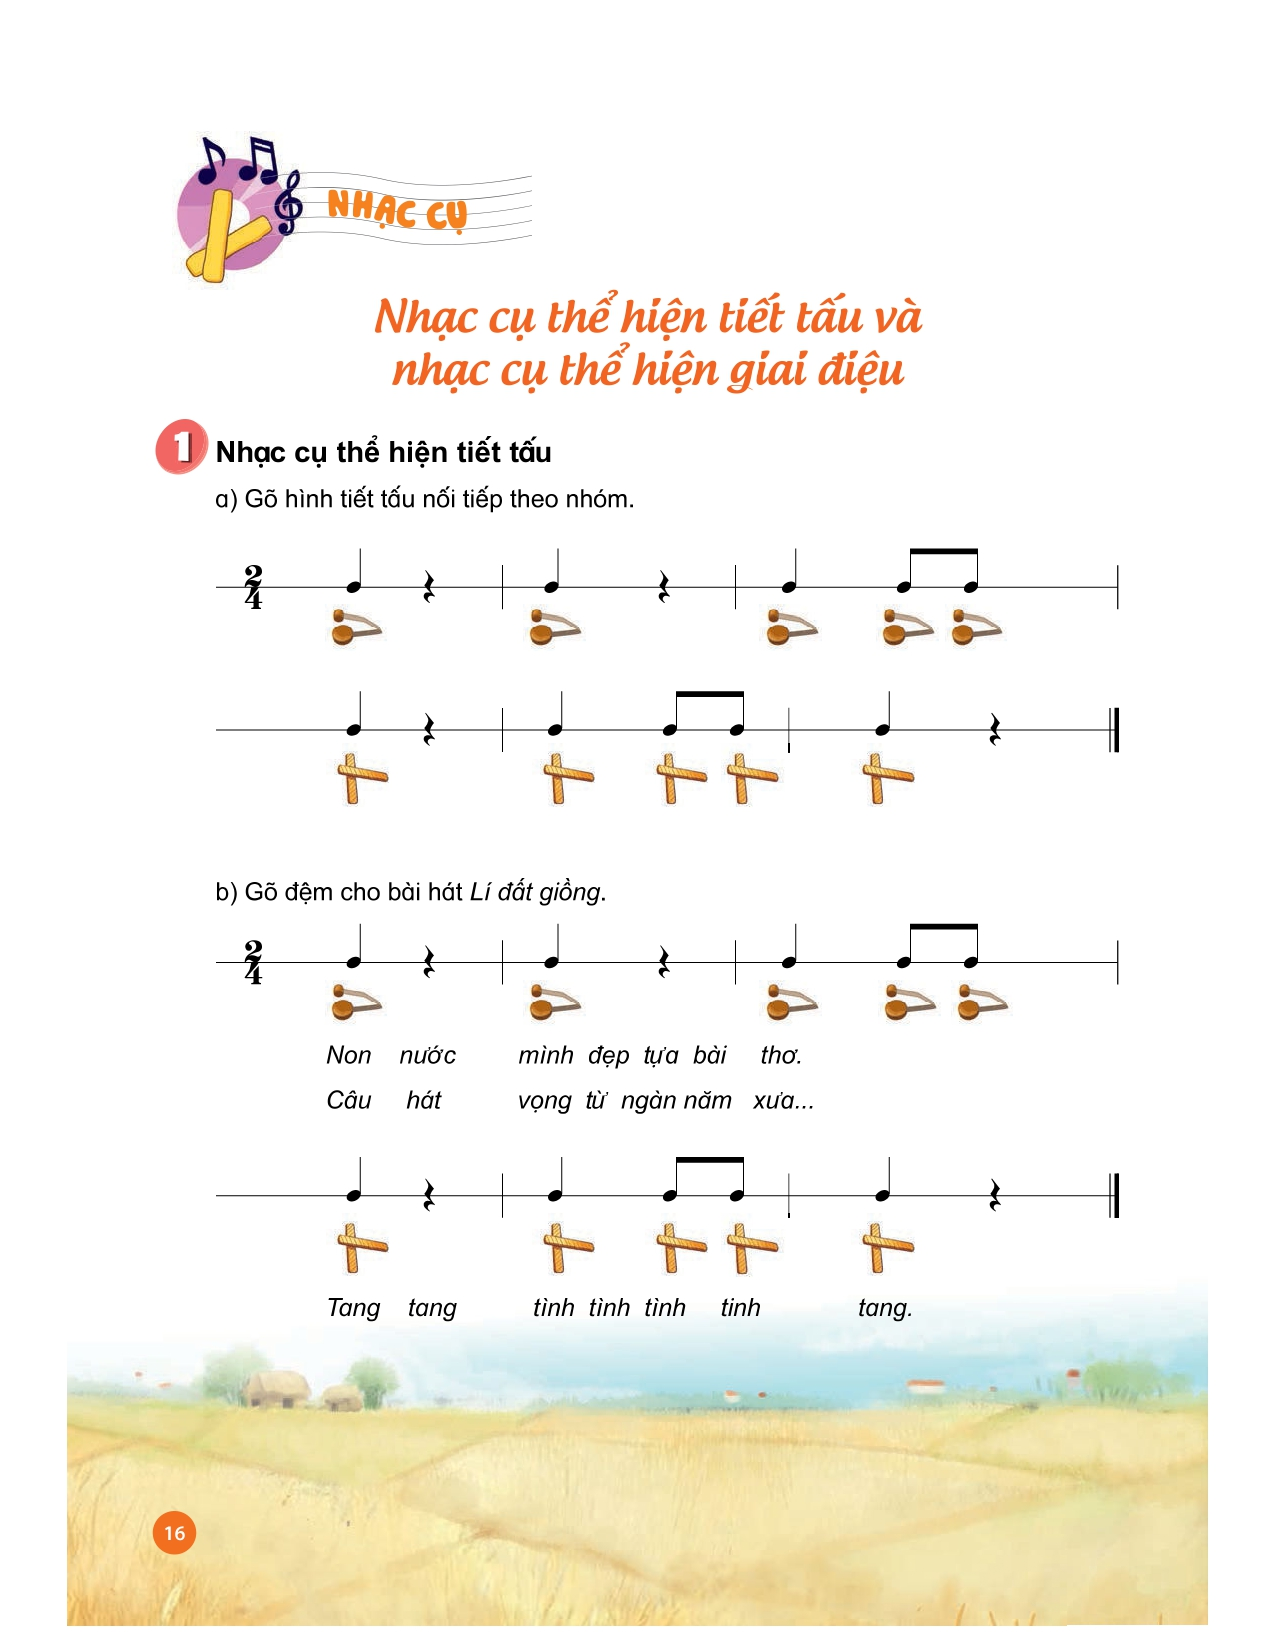 NHẠC CỤ
Nhạc cụ thể hiện tiết tấu và
nhạc cụ thể hiện giai điệu
1 Nhạc cụ thể hiện tiết tấu
a) Gõ hình tiết tấu nối tiếp theo nhóm.
2
4
b) Gõ đệm cho bài hát Lí đất giồng.
2
4
Non nước mình đẹp tựa bài thơ.
Câu hát vọng từ ngàn năm xưa...
Tang tang tình tình tình tinh tang.
16